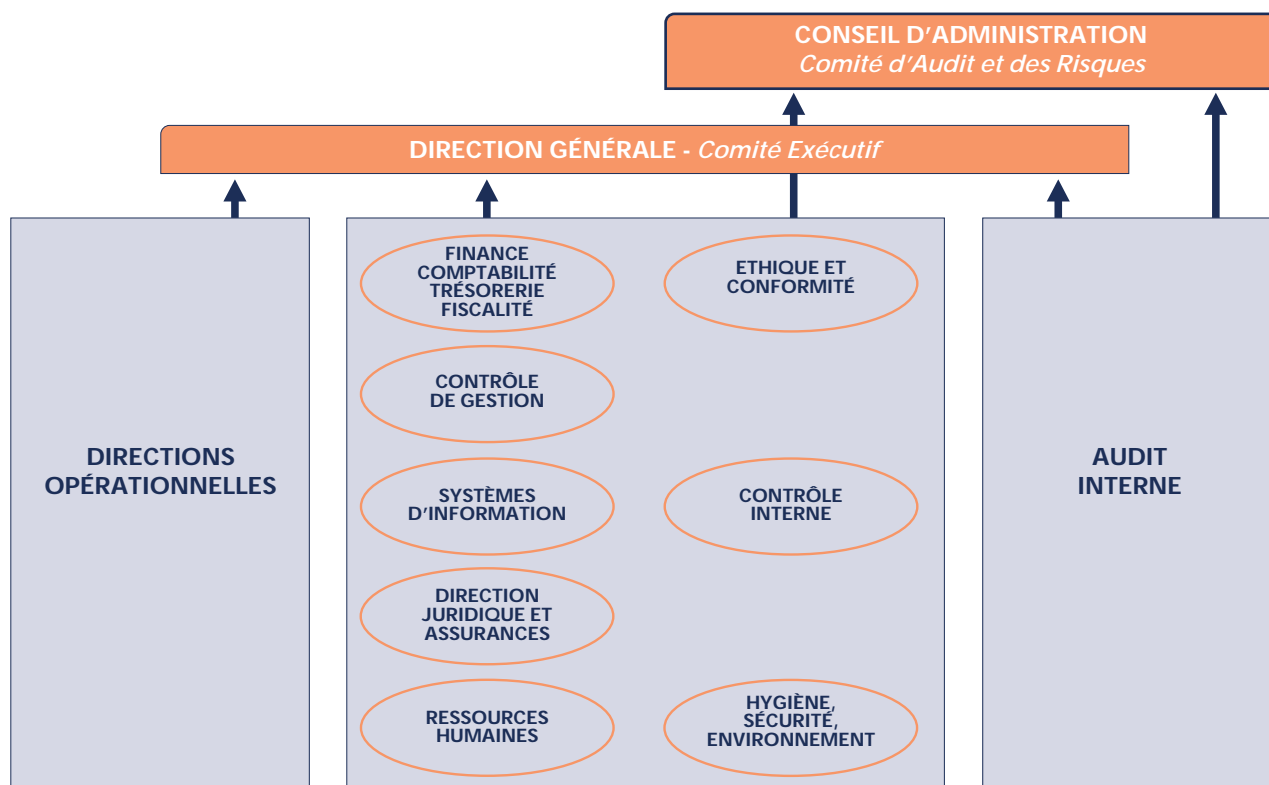 CONSEIL D'ADMINISTRATION
Comité d'Audit et des Risques
DIRECTION GÉNÉRALE - Comité Exécutif
DIRECTIONS
OPÉRATIONNELLES
FINANCE
COMPTABILITÉ
TRÉSORERIE
FISCALITÉ
CONTRÔLE
DE GESTION
SYSTÈMES
D'INFORMATION
DIRECTION
JURIDIQUE ET
ASSURANCES
RESSOURCES
HUMAINES
ETHIQUE ET
CONFORMITÉ
CONTRÔLE
INTERNE
HYGIÈNE,
SÉCURITÉ,
ENVIRONNEMENT
AUDIT
INTERNE